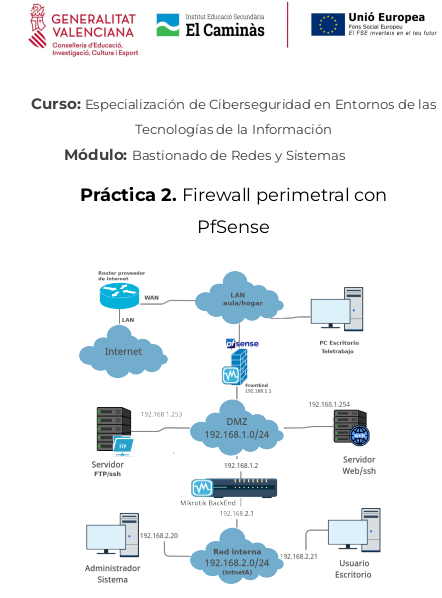 GENERALITAT
VALENCIANA
Conselleria d'Educació,
Investigació, Cultura i Esport
Institut Educació Secundària
El Caminàs
Unió Europea
Fons Social Europeu
El FSE inverteix en el teu futur
Curso: Especialización de Ciberseguridad en Entornos de las
Tecnologías de la Información
Módulo: Bastionado de Redes y Sistemas
Práctica 2. Firewall perimetral con
PfSense
Router proveedor
de Internet
WAN
LAN
aula/hogar
LAN
Internet
PC Escritorio
Teletrabajo
pfsense
FrontEnd
192.168.1.1
192.168.1.253
192.168.1.254
DMZ
192.168.1.0/24
FTP
Servidor
FTP/ssh
Servidor
Web/ssh
192.168.1.2
Mikrotik BackEnd
192.168.2.1
192.168.2.20
Red interna
192.168.2.0/24
(intnetA)
192.168.2.21
Administrador
Sistema
Usuario
Escritorio